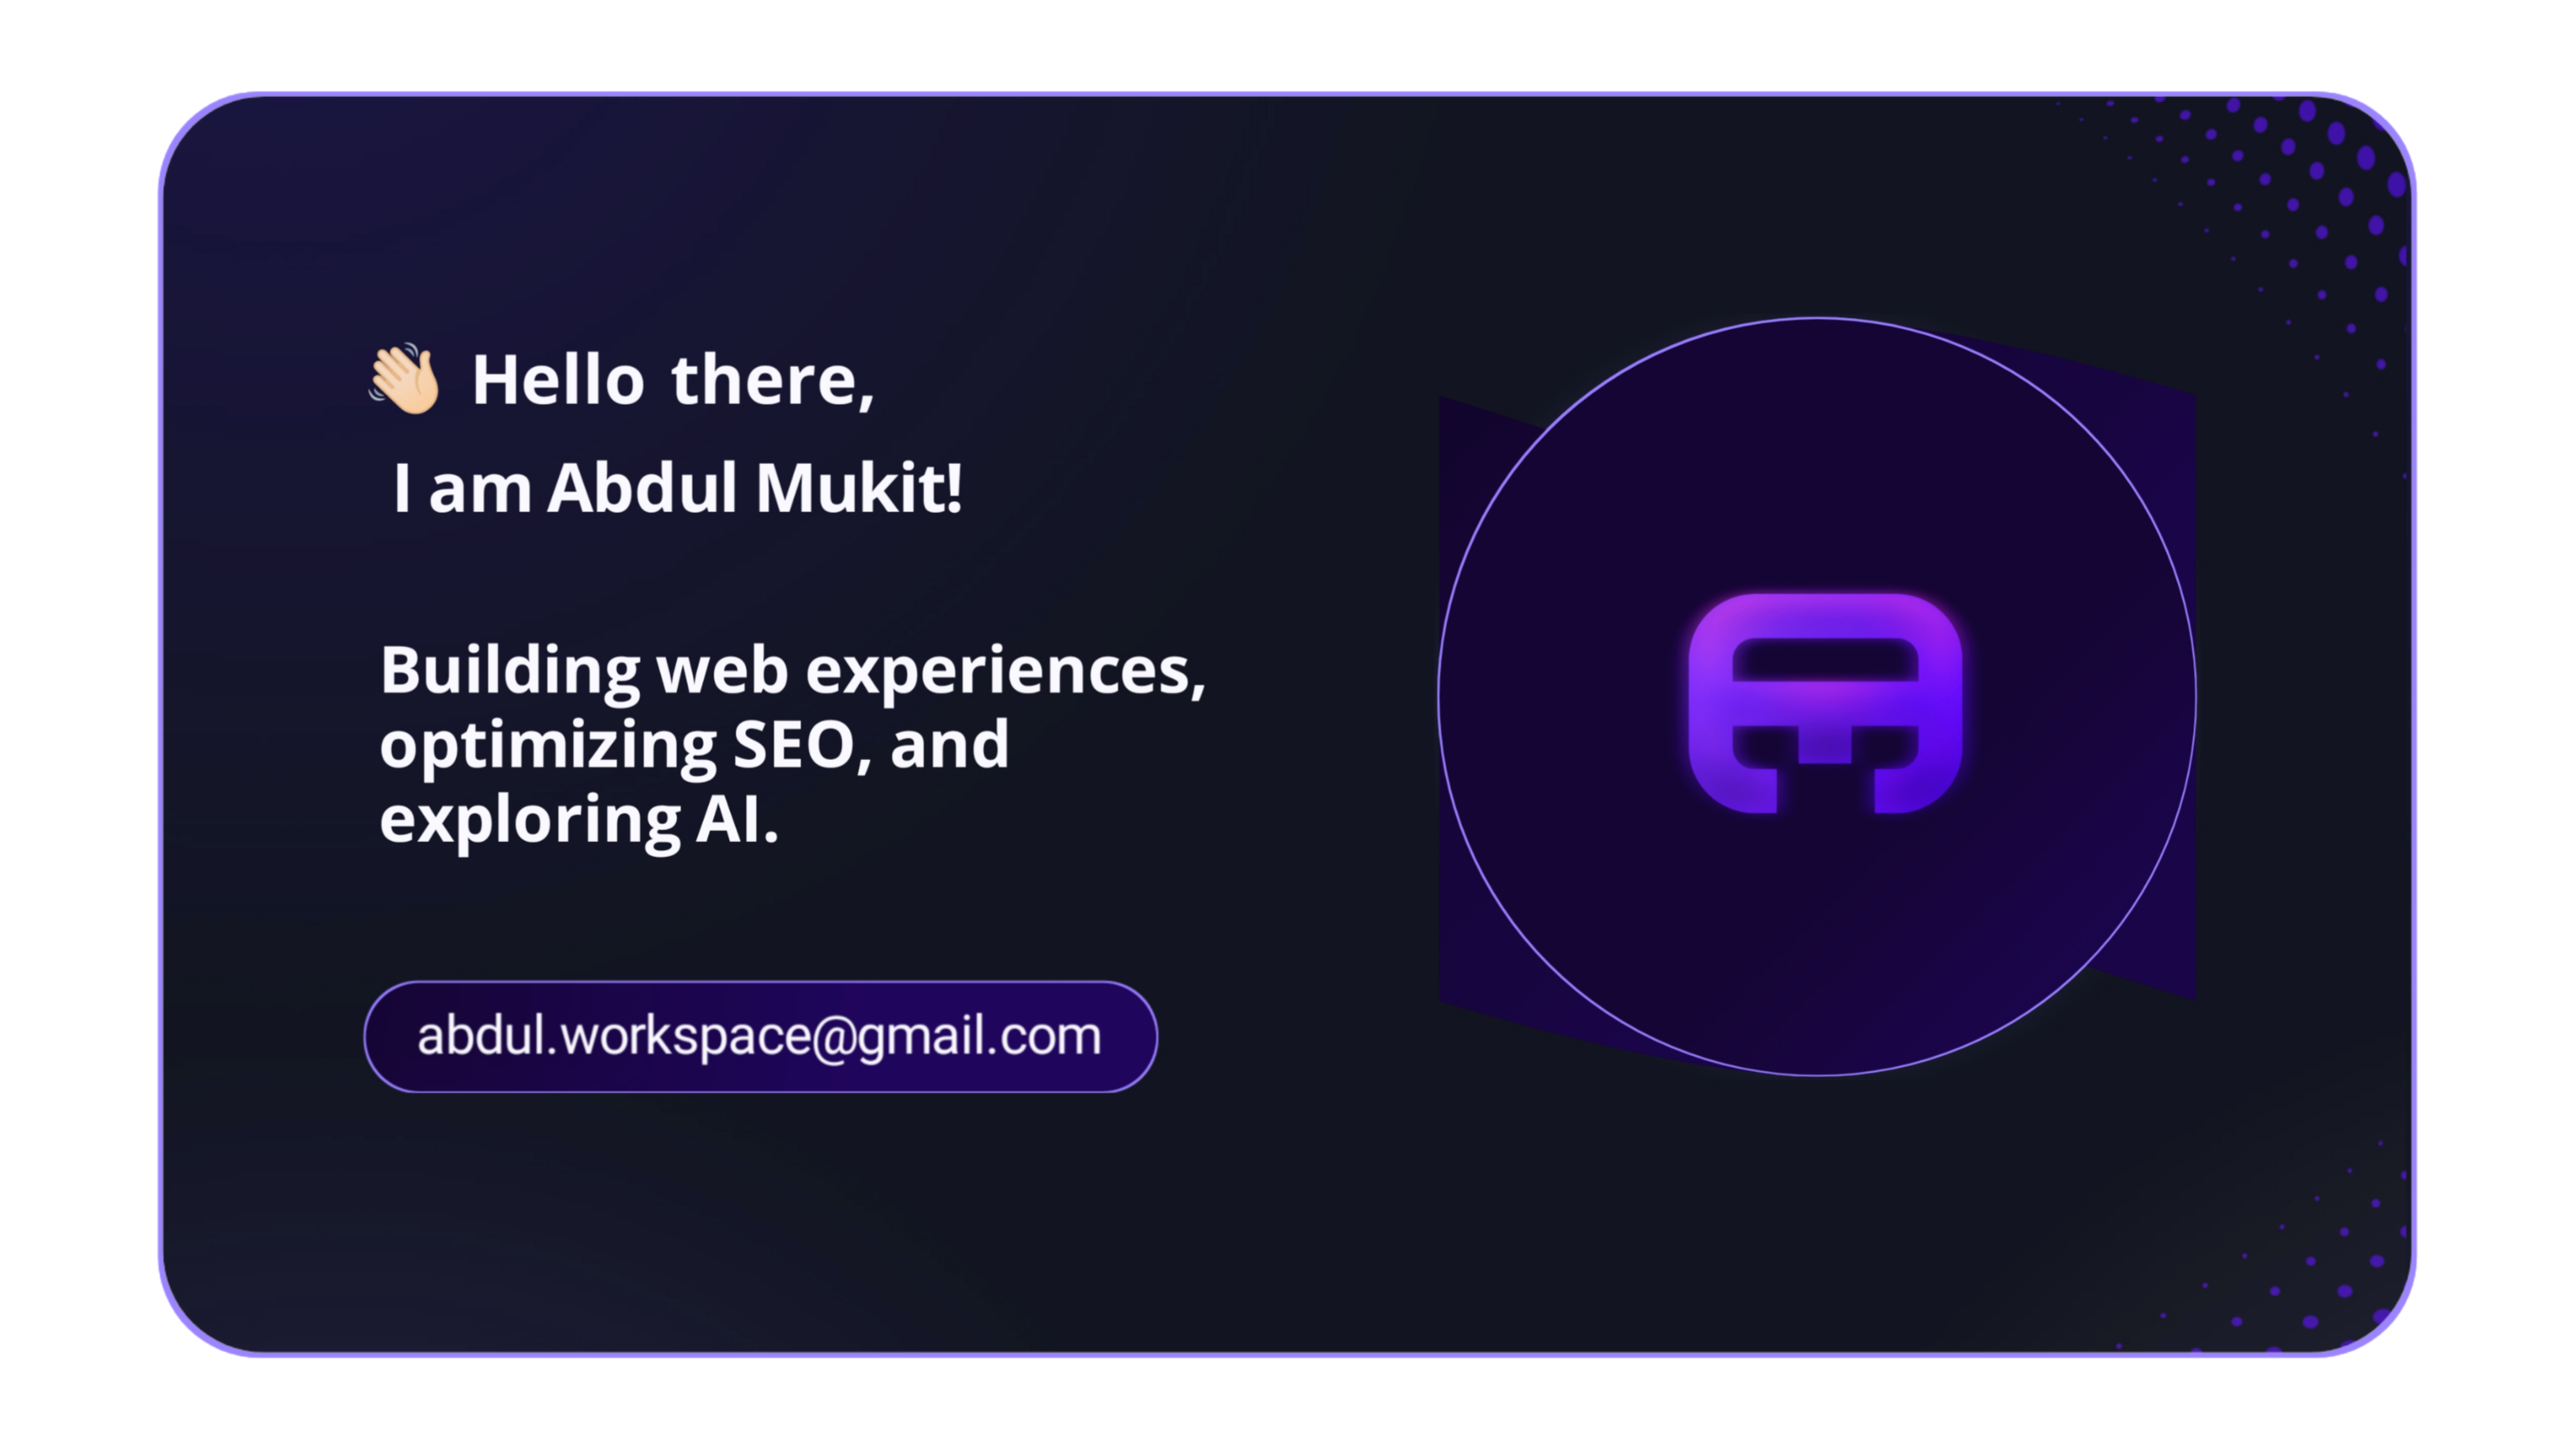 👋🏻 Hello there,
I am Abdul Mukit!
Building web experiences,
optimizing SEO, and
exploring AI.
abdul.workspace@gmail.com